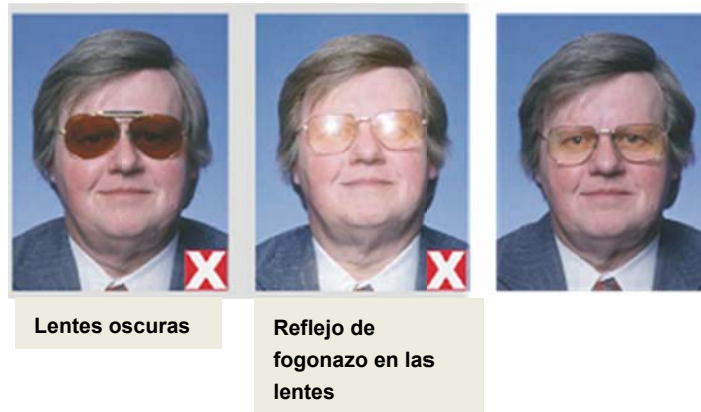 X
X
Lentes oscuras
Reflejo de
fogonazo en las
lentes